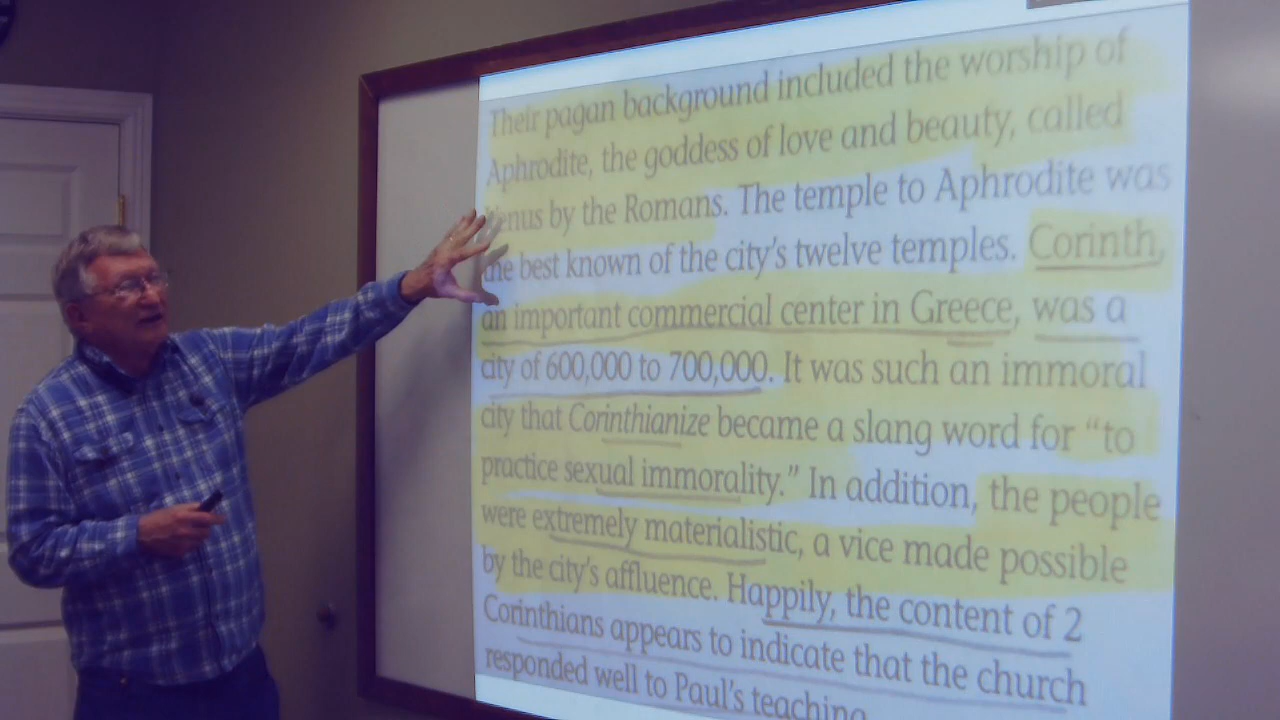 Their pagan background included the worship of
Aphrodite, the goddess of love and beauty, called
Venus by the Romans. The temple to Aphrodite was
the best known of the city's twelve temples. Corinth,
an important commercial center in Greece, was a
city of 600,000 to 700,000. It was such an immoral
city that Corinthianize became a slang word for “to
practice sexual immorality.” In addition, the people
were extremely materialistic, a vice made possible
by the city's affluence. Happily, the content of 2
Corinthians appears to indicate that the church
responded well to Paul's teaching